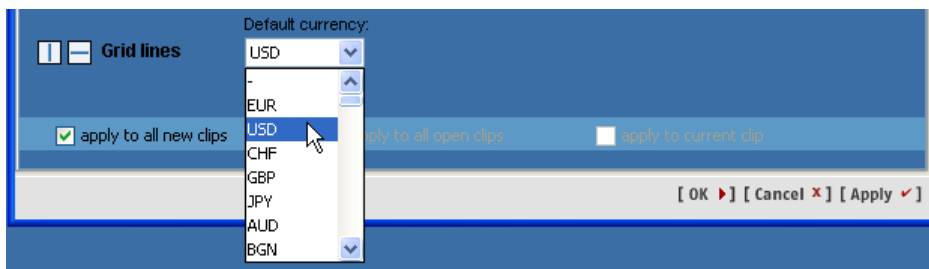 Default currency:
Grid lines
USD
-
EUR
USD
CHF
GBP
JPY
AUD
BGN
apply to all new clips
to all open clips
apply to current clip
[ OK ] [ Cancel x ] [ Apply ✔ ]